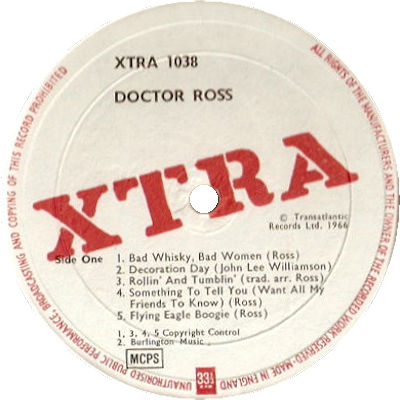 XTRA 1038
DOCTOR ROSS
XTRA
© Transatlantic
Records Ltd. 1966
Side One
1. Bad Whisky, Bad Women (Ross)
2. Decoration Day (John Lee Williamson)
3. Rollin' And Tumblin' (trad. arr. Ross)
4. Something To Tell You (Want All My
Friends To Know) (Ross)
5. Flying Eagle Boogie (Ross)
1, 3, 4, 5 Copyright Control
2. Burlington Music
MCPS
33⅓
ALL RIGHTS OF THE MANUFACTURERS AND THE OWNER OF THE RECORDED WORK RESERVED · MADE IN ENGLAND
UNAUTHORISED PUBLIC PERFORMANCE, BROADCASTING AND COPYING OF THIS RECORD PROHIBITED